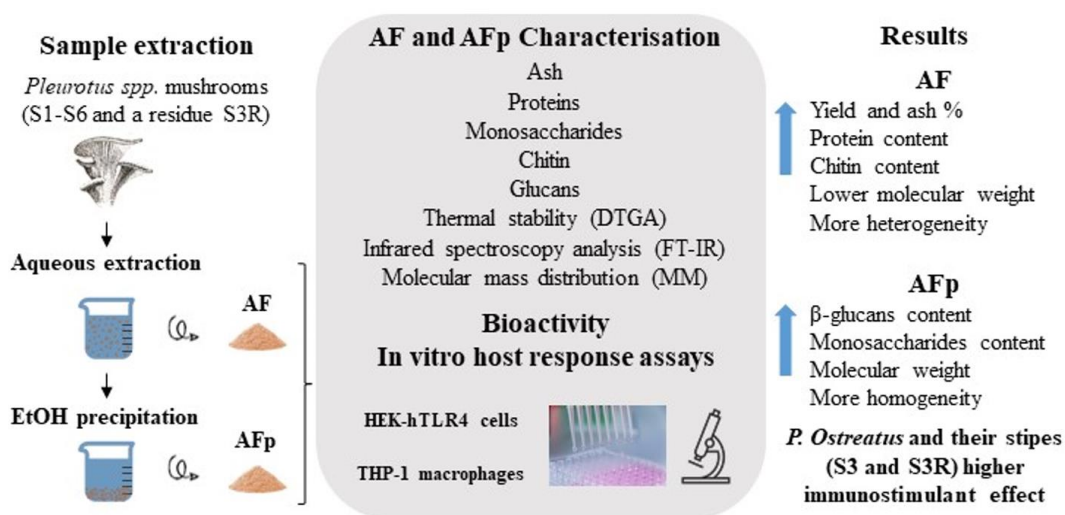 Sample extraction
Pleurotus spp. mushrooms
(S1-S6 and a residue S3R)
Aqueous extraction
AF
EtOH precipitation
AFp
AF and AFp Characterisation
Ash
Proteins
Monosaccharides
Chitin
Glucans
Thermal stability (DTGA)
Infrared spectroscopy analysis (FT-IR)
Molecular mass distribution (MM)
Bioactivity
In vitro host response assays
HEK-hTLR4 cells
THP-1 macrophages
Results
AF
Yield and ash %
Protein content
Chitin content
Lower molecular weight
More heterogeneity
AFp
β-glucans content
Monosaccharides content
Molecular weight
More homogeneity
P. Ostreatus and their stipes
(S3 and S3R) higher
immunostimulant effect